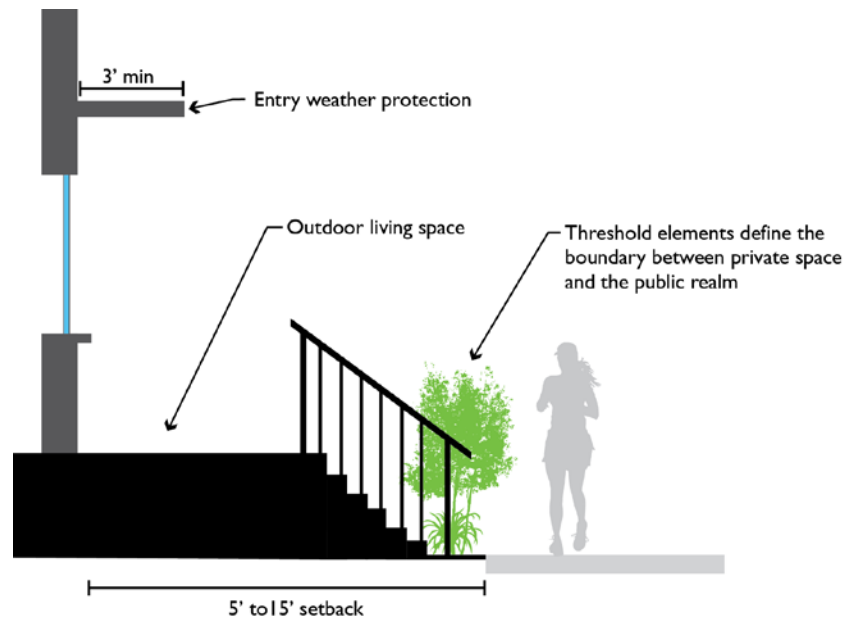 3' min
Entry weather protection
Outdoor living space
Threshold elements define the
boundary between private space
and the public realm
5' to15' setback